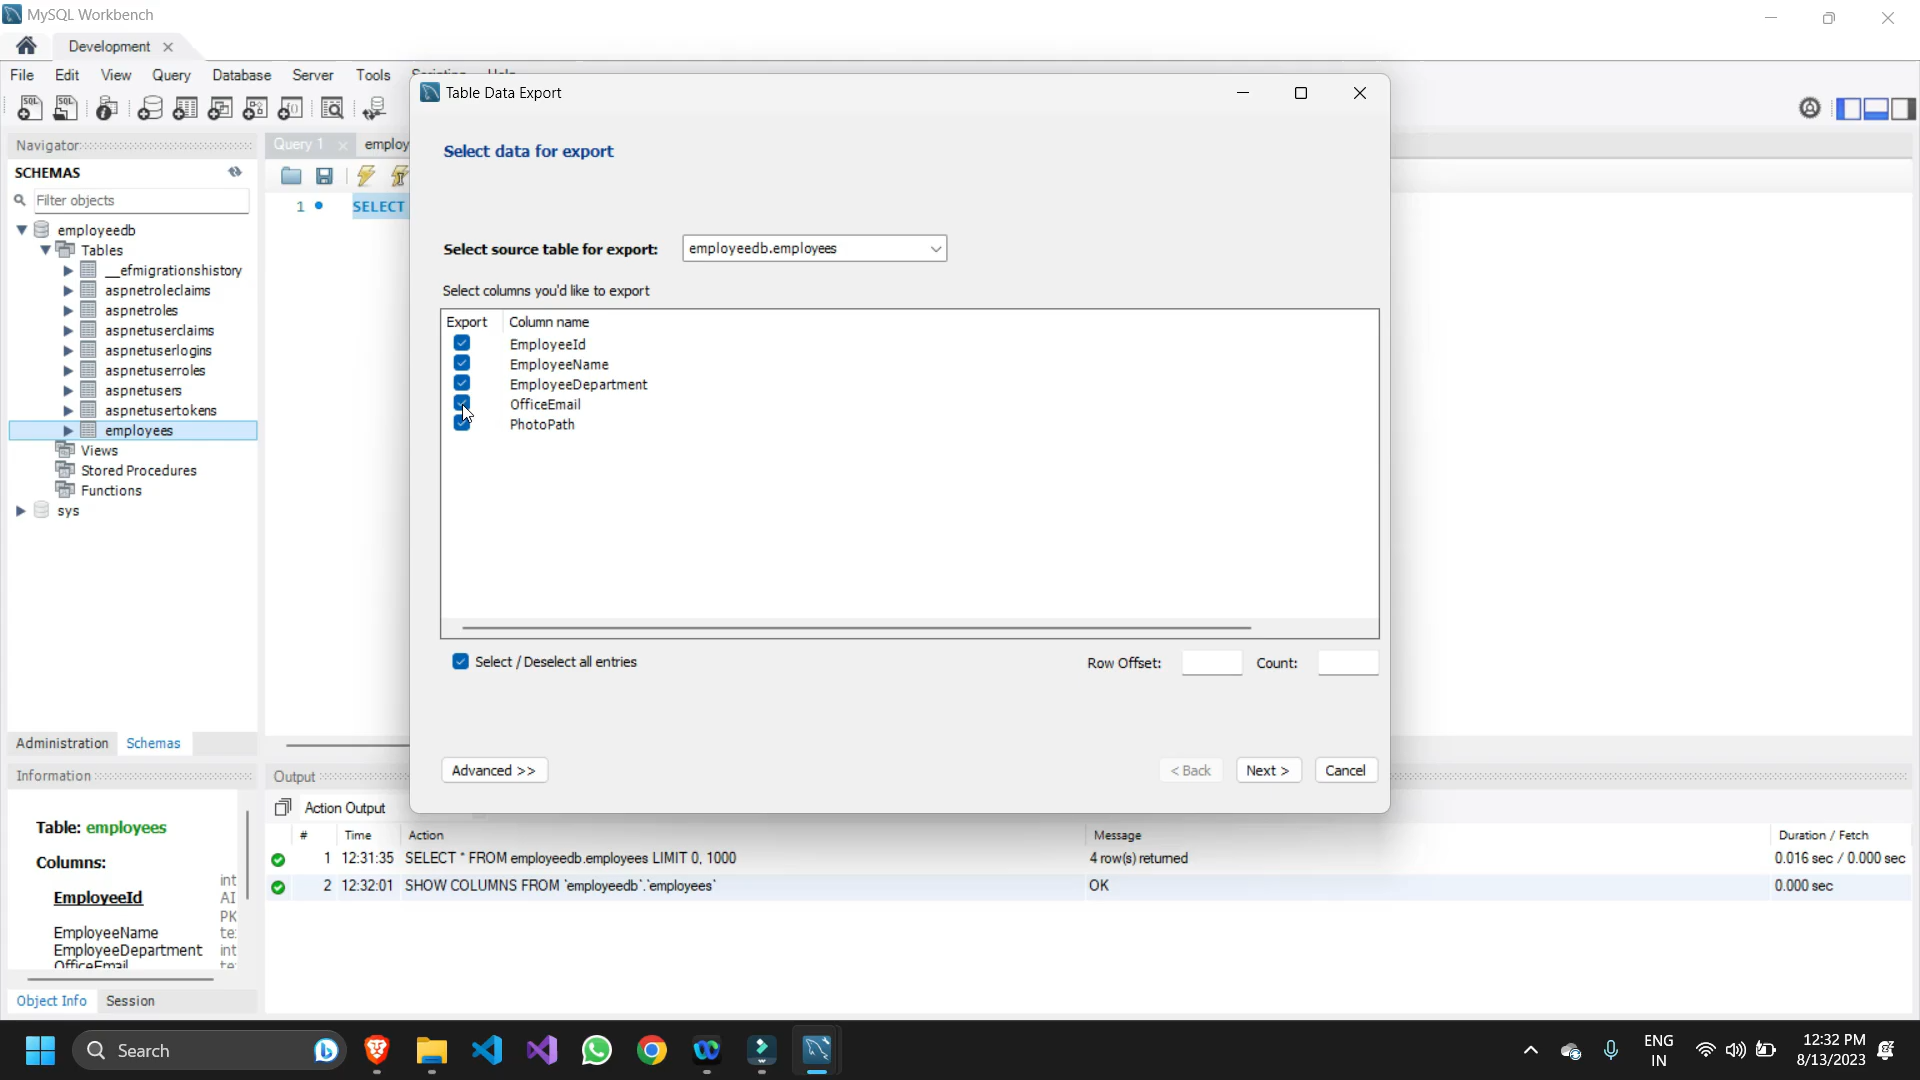 MySQL Workbench
Development
File Edit View Query Database Server Tools
Navigator
SCHEMAS
Filter objects
employeedb
Tables
__efmigrationshistory
aspnetroleclaims
aspnetroles
aspnetuserclaims
aspnetuserlogins
aspnetuserroles
aspnetusers
aspnetusertokens
employees
Views
Stored Procedures
Functions
sys
Administration Schemas
Information
Table: employees
Columns:
EmployeeId int AI PK
EmployeeName te
EmployeeDepartment int
OfficeEmail te
Object Info Session
Query 1 employ
1 SELECT
Table Data Export
Select data for export
Select source table for export: employeedb.employees
Select columns you'd like to export
Export Column name
EmployeeId
EmployeeName
EmployeeDepartment
OfficeEmail
PhotoPath
Select / Deselect all entries Row Offset: Count:
Advanced >> < Back Next > Cancel
Output
Action Output
# Time Action Message Duration / Fetch
1 12:31:35 SELECT * FROM employeedb.employees LIMIT 0, 1000 4 row(s) returned 0.016 sec / 0.000 sec
2 12:32:01 SHOW COLUMNS FROM `employeedb`.`employees` OK 0.000 sec
Search
ENG
IN
12:32 PM
8/13/2023